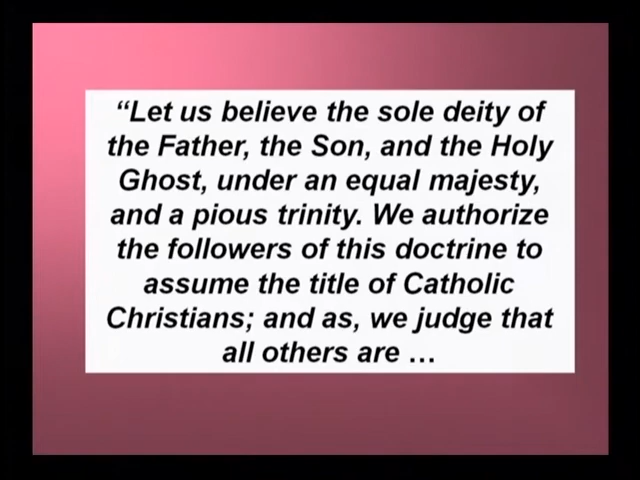 “Let us believe the sole deity of
the Father, the Son, and the Holy
Ghost, under an equal majesty,
and a pious trinity. We authorize
the followers of this doctrine to
assume the title of Catholic
Christians; and as, we judge that
all others are …